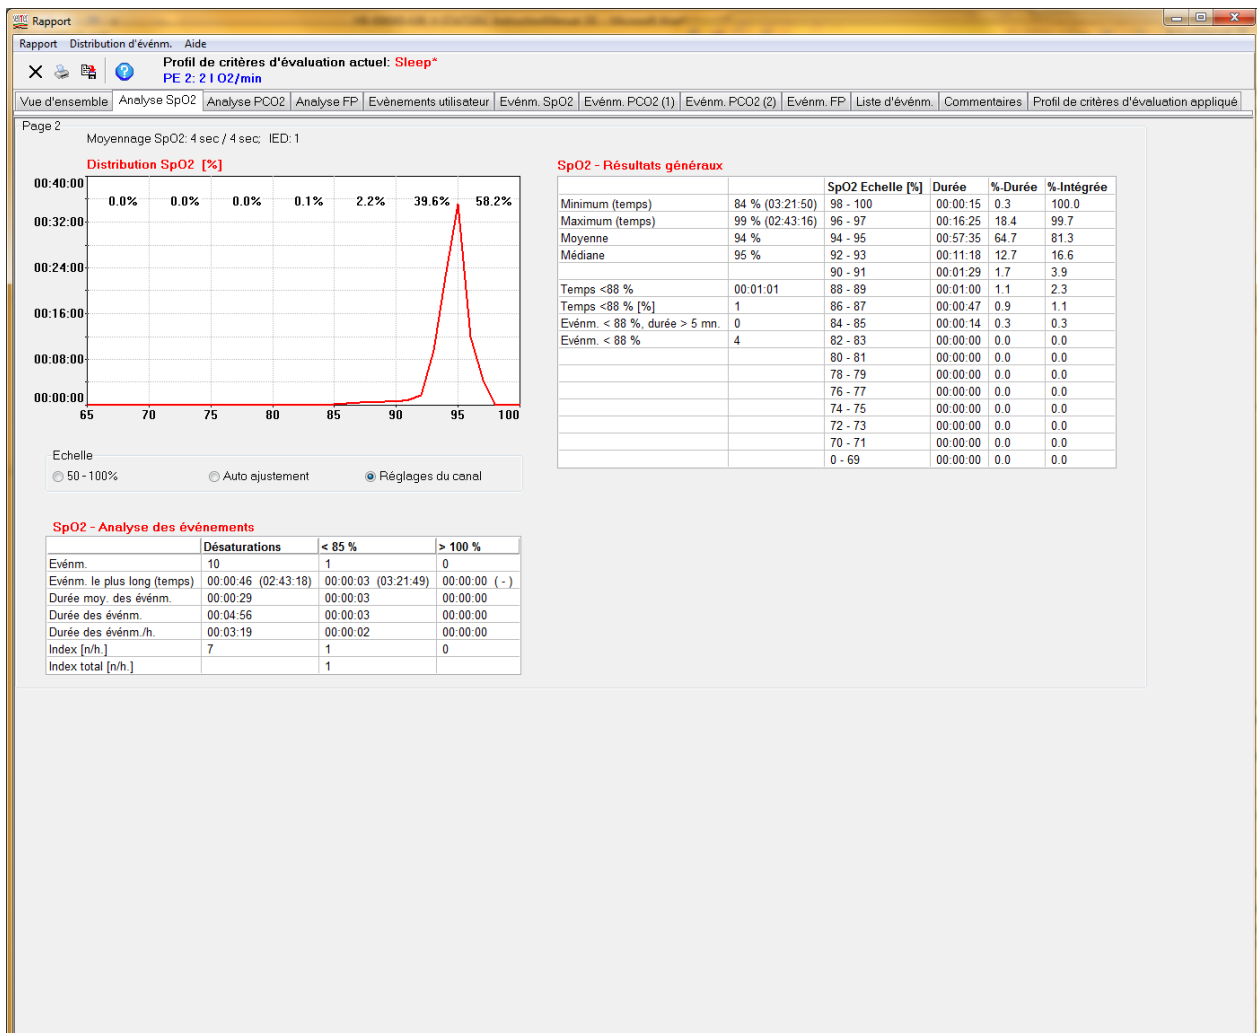 Rapport
Rapport Distribution d'événm. Aide
Profil de critères d'évaluation actuel: Sleep*
PE 2: 2 l O2/min
Vue d'ensemble Analyse SpO2 Analyse PCO2 Analyse FP Evènements utilisateur Evénm. SpO2 Evénm. PCO2 (1) Evénm. PCO2 (2) Evénm. FP Liste d'événm. Commentaires Profil de critères d'évaluation appliqué
Page 2
Moyennage SpO2: 4 sec / 4 sec; IED: 1
Distribution SpO2 [%]
00:40:00
0.0% 0.0% 0.0% 0.1% 2.2% 39.6% 58.2%
00:32:00
00:24:00
00:16:00
00:08:00
00:00:00
65 70 75 80 85 90 95 100
Echelle
50 - 100% Auto ajustement Réglages du canal
SpO2 - Résultats généraux
SpO2 Echelle [%] Durée %-Durée %-Intégrée
Minimum (temps) 84 % (03:21:50) 98 - 100 00:00:15 0.3 100.0
Maximum (temps) 99 % (02:43:16) 96 - 97 00:16:25 18.4 99.7
Moyenne 94 % 94 - 95 00:57:35 64.7 81.3
Médiane 95 % 92 - 93 00:11:18 12.7 16.6
90 - 91 00:01:29 1.7 3.9
Temps <88 % 00:01:01 88 - 89 00:01:00 1.1 2.3
Temps <88 % [%] 1 86 - 87 00:00:47 0.9 1.1
Evénm. < 88 %, durée > 5 mn. 0 84 - 85 00:00:14 0.3 0.3
Evénm. < 88 % 4 82 - 83 00:00:00 0.0 0.0
80 - 81 00:00:00 0.0 0.0
78 - 79 00:00:00 0.0 0.0
76 - 77 00:00:00 0.0 0.0
74 - 75 00:00:00 0.0 0.0
72 - 73 00:00:00 0.0 0.0
70 - 71 00:00:00 0.0 0.0
0 - 69 00:00:00 0.0 0.0
SpO2 - Analyse des événements
Désaturations < 85 % > 100 %
Evénm. 10 1 0
Evénm. le plus long (temps) 00:00:46 (02:43:18) 00:00:03 (03:21:49) 00:00:00 ( - )
Durée moy. des événm. 00:00:29 00:00:03 00:00:00
Durée des événm. 00:04:56 00:00:03 00:00:00
Durée des événm./h. 00:03:19 00:00:02 00:00:00
Index [n/h.] 7 1 0
Index total [n/h.] 1